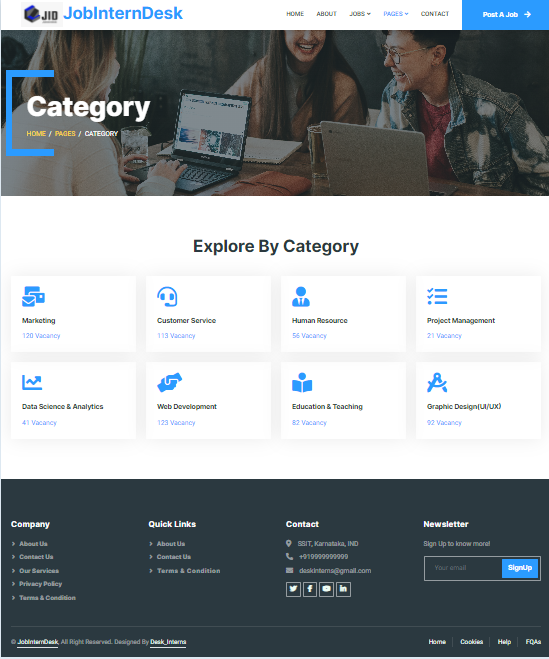 JID JobInternDesk
HOME ABOUT JOBS PAGES CONTACT Post A Job
Category
HOME / PAGES / CATEGORY
Explore By Category
Marketing
120 Vacancy
Customer Service
113 Vacancy
Human Resource
56 Vacancy
Project Management
21 Vacancy
Data Science & Analytics
41 Vacancy
Web Development
123 Vacancy
Education & Teaching
82 Vacancy
Graphic Design(UI/UX)
92 Vacancy
Company
About Us
Contact Us
Our Services
Privacy Policy
Terms & Condition
Quick Links
About Us
Contact Us
Terms & Condition
Contact
SSIT, Karnataka, IND
+919999999999
deskInterns@gmail.com
Newsletter
Sign Up to know more!
Your email SignUp
© JobInternDesk, All Right Reserved. Designed By Desk_Interns
Home Cookies Help FQAs